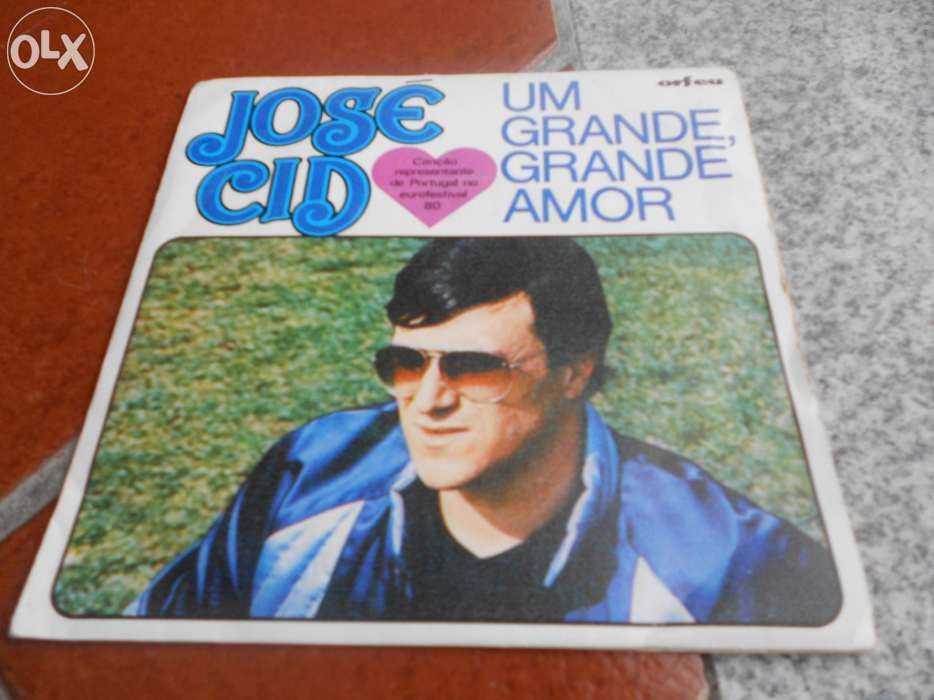 OLX
orfeu
JOSÉ
CID
UM
GRANDE,
GRANDE
AMOR
Canção
representante
de Portugal no
eurofestival
80